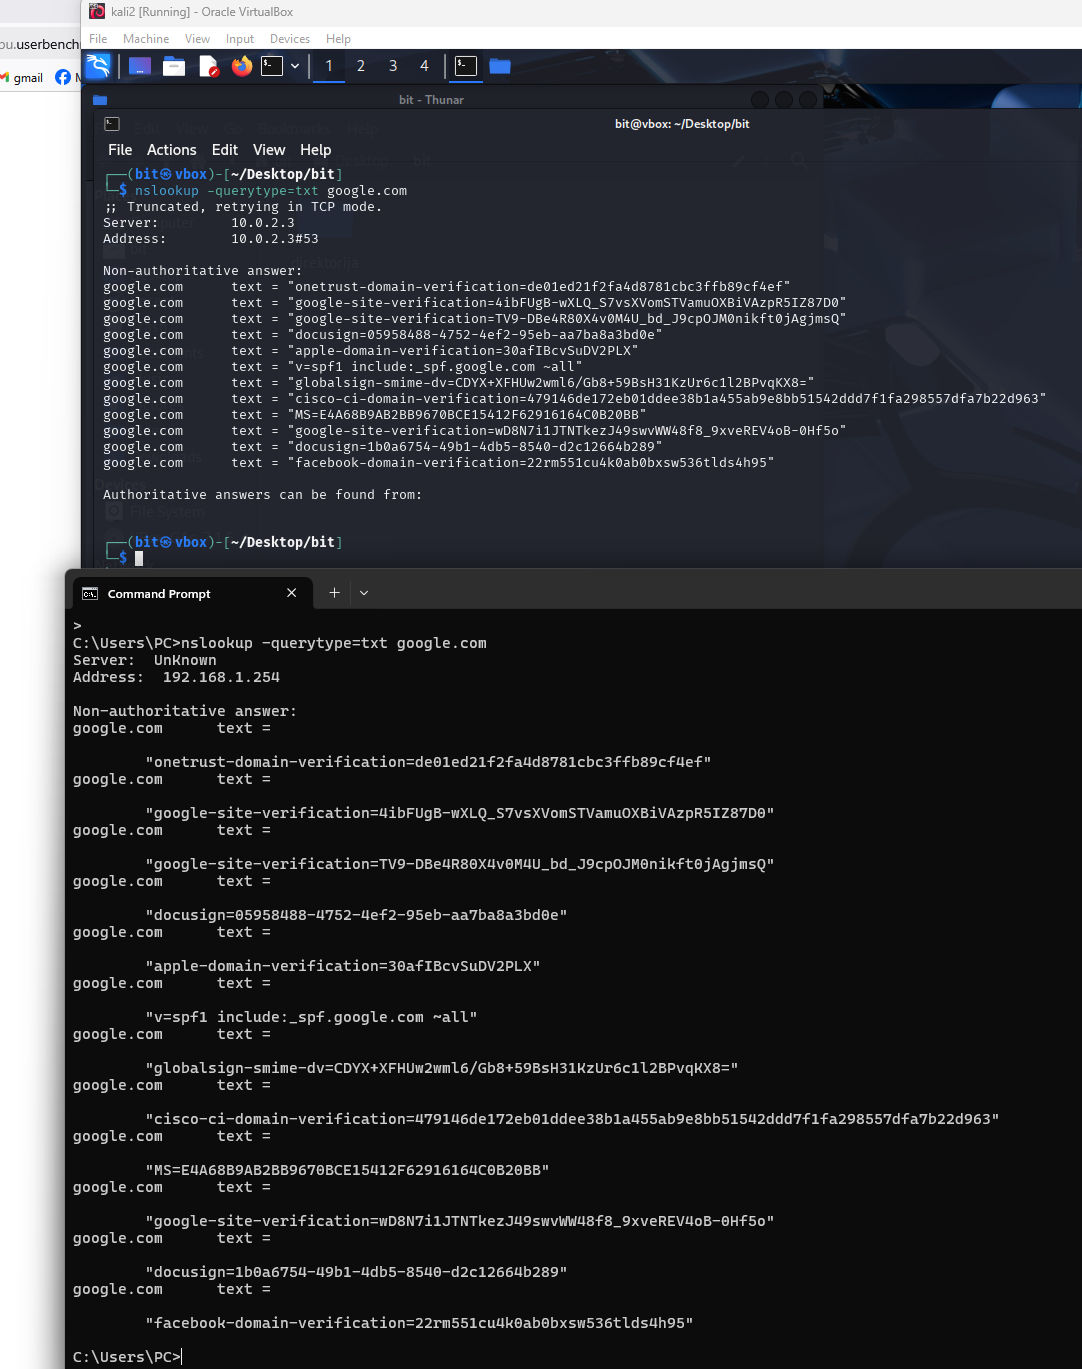 kali2 [Running] - Oracle VirtualBox
File Machine View Input Devices Help
pu.userbench
gmail
1 2 3 4
bit - Thunar
bit@vbox: ~/Desktop/bit
File Actions Edit View Help
┌──(bit㉿vbox)-[~/Desktop/bit]
└─$ nslookup -querytype=txt google.com
;; Truncated, retrying in TCP mode.
Server: 10.0.2.3
Address: 10.0.2.3#53
Non-authoritative answer:
google.com text = "onetrust-domain-verification=de01ed21f2fa4d8781cbc3ffb89cf4ef"
google.com text = "google-site-verification=4ibFUgB-wXLQ_S7vsXVomSTVamuOXBiVAzpR5IZ87D0"
google.com text = "google-site-verification=TV9-DBe4R80X4v0M4U_bd_J9cpOJM0nikft0jAgjmsQ"
google.com text = "docusign=05958488-4752-4ef2-95eb-aa7ba8a3bd0e"
google.com text = "apple-domain-verification=30afIBcvSuDV2PLX"
google.com text = "v=spf1 include:_spf.google.com ~all"
google.com text = "globalsign-smime-dv=CDYX+XFHUw2wml6/Gb8+59BsH31KzUr6c1l2BPvqKX8="
google.com text = "cisco-ci-domain-verification=479146de172eb01ddee38b1a455ab9e8bb51542ddd7f1fa298557dfa7b22d963"
google.com text = "MS=E4A68B9AB2BB9670BCE15412F62916164C0B20BB"
google.com text = "google-site-verification=wD8N7i1JTNTkezJ49swvWW48f8_9xveREV4oB-0Hf5o"
google.com text = "docusign=1b0a6754-49b1-4db5-8540-d2c12664b289"
google.com text = "facebook-domain-verification=22rm551cu4k0ab0bxsw536tlds4h95"
Authoritative answers can be found from:
┌──(bit㉿vbox)-[~/Desktop/bit]
└─$
Command Prompt
>
C:\Users\PC>nslookup -querytype=txt google.com
Server: UnKnown
Address: 192.168.1.254
Non-authoritative answer:
google.com text =
"onetrust-domain-verification=de01ed21f2fa4d8781cbc3ffb89cf4ef"
google.com text =
"google-site-verification=4ibFUgB-wXLQ_S7vsXVomSTVamuOXBiVAzpR5IZ87D0"
google.com text =
"google-site-verification=TV9-DBe4R80X4v0M4U_bd_J9cpOJM0nikft0jAgjmsQ"
google.com text =
"docusign=05958488-4752-4ef2-95eb-aa7ba8a3bd0e"
google.com text =
"apple-domain-verification=30afIBcvSuDV2PLX"
google.com text =
"v=spf1 include:_spf.google.com ~all"
google.com text =
"globalsign-smime-dv=CDYX+XFHUw2wml6/Gb8+59BsH31KzUr6c1l2BPvqKX8="
google.com text =
"cisco-ci-domain-verification=479146de172eb01ddee38b1a455ab9e8bb51542ddd7f1fa298557dfa7b22d963"
google.com text =
"MS=E4A68B9AB2BB9670BCE15412F62916164C0B20BB"
google.com text =
"google-site-verification=wD8N7i1JTNTkezJ49swvWW48f8_9xveREV4oB-0Hf5o"
google.com text =
"docusign=1b0a6754-49b1-4db5-8540-d2c12664b289"
google.com text =
"facebook-domain-verification=22rm551cu4k0ab0bxsw536tlds4h95"
C:\Users\PC>